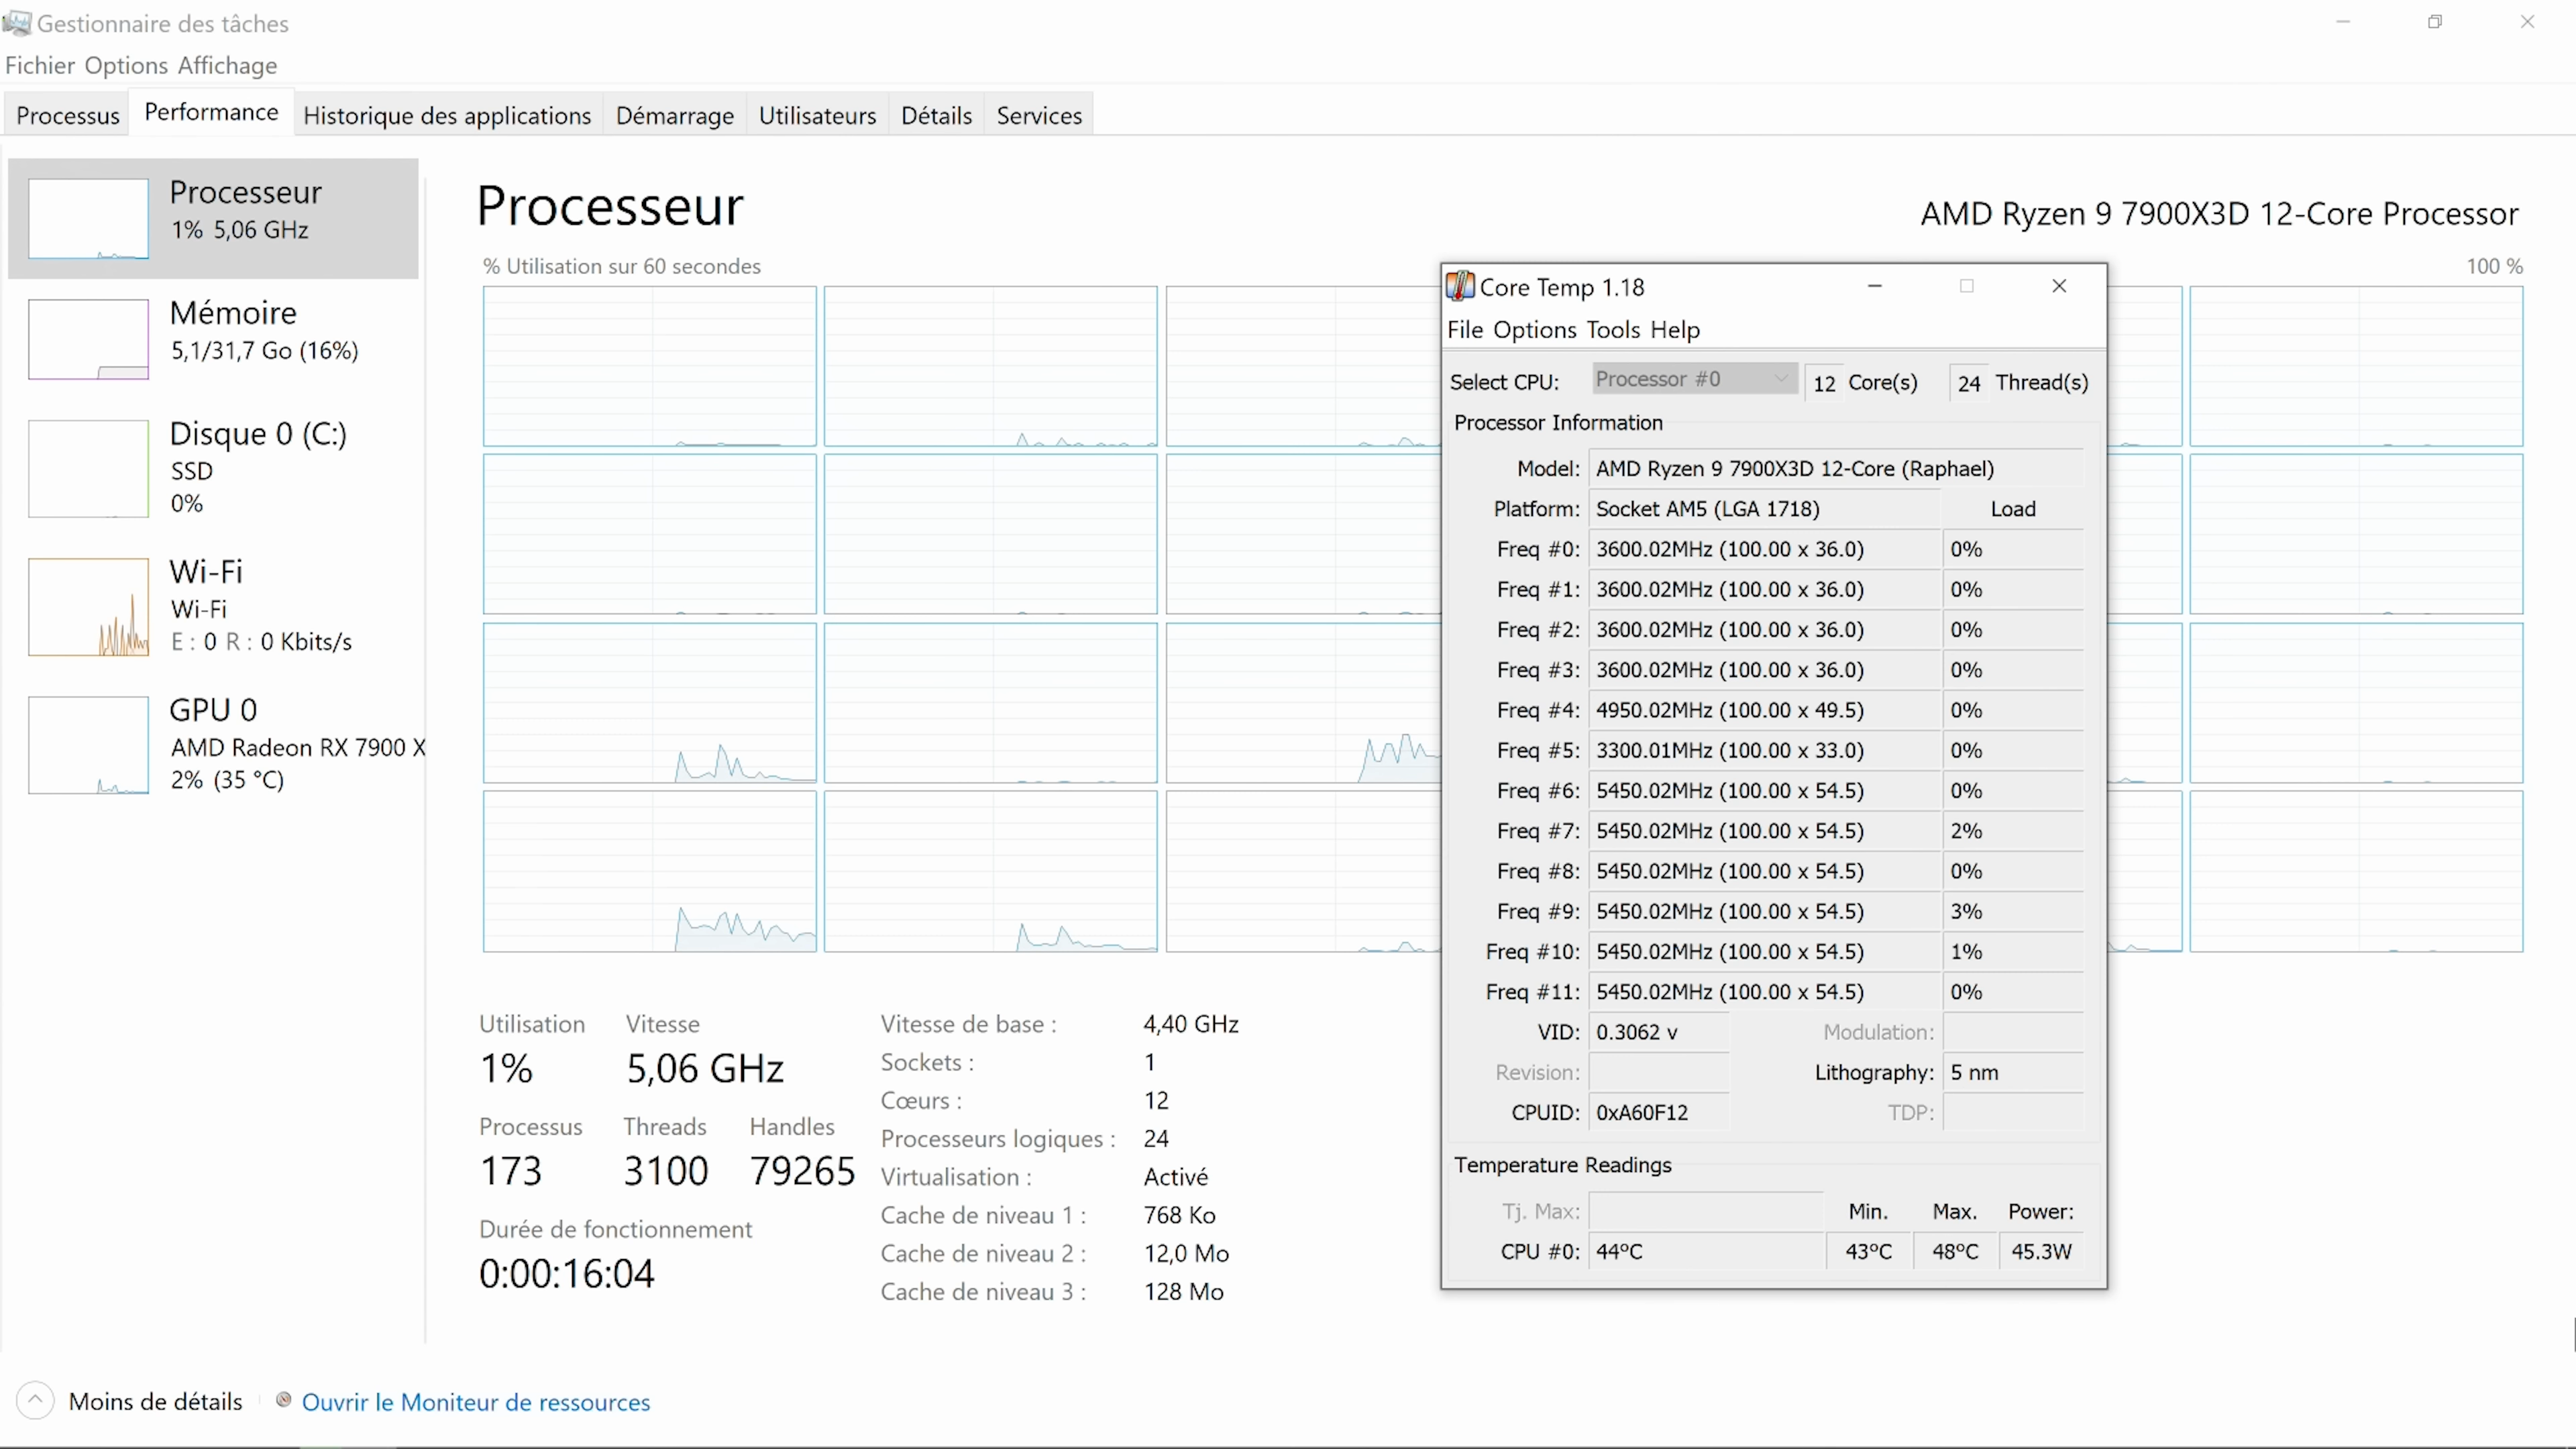 Gestionnaire des tâches
Fichier Options Affichage
Processus Performance Historique des applications Démarrage Utilisateurs Détails Services
Processeur
1% 5,06 GHz
Mémoire
5,1/31,7 Go (16%)
Disque 0 (C:)
SSD
0%
Wi-Fi
Wi-Fi
E : 0 R : 0 Kbits/s
GPU 0
AMD Radeon RX 7900 X
2% (35 °C)
Processeur
AMD Ryzen 9 7900X3D 12-Core Processor
% Utilisation sur 60 secondes
100 %
Utilisation Vitesse
1% 5,06 GHz
Processus Threads Handles
173 3100 79265
Durée de fonctionnement
0:00:16:04
Vitesse de base : 4,40 GHz
Sockets : 1
Cœurs : 12
Processeurs logiques : 24
Virtualisation : Activé
Cache de niveau 1 : 768 Ko
Cache de niveau 2 : 12,0 Mo
Cache de niveau 3 : 128 Mo
Core Temp 1.18
File Options Tools Help
Select CPU: Processor #0 12 Core(s) 24 Thread(s)
Processor Information
Model: AMD Ryzen 9 7900X3D 12-Core (Raphael)
Platform: Socket AM5 (LGA 1718) Load
Freq #0: 3600.02MHz (100.00 x 36.0) 0%
Freq #1: 3600.02MHz (100.00 x 36.0) 0%
Freq #2: 3600.02MHz (100.00 x 36.0) 0%
Freq #3: 3600.02MHz (100.00 x 36.0) 0%
Freq #4: 4950.02MHz (100.00 x 49.5) 0%
Freq #5: 3300.01MHz (100.00 x 33.0) 0%
Freq #6: 5450.02MHz (100.00 x 54.5) 0%
Freq #7: 5450.02MHz (100.00 x 54.5) 2%
Freq #8: 5450.02MHz (100.00 x 54.5) 0%
Freq #9: 5450.02MHz (100.00 x 54.5) 3%
Freq #10: 5450.02MHz (100.00 x 54.5) 1%
Freq #11: 5450.02MHz (100.00 x 54.5) 0%
VID: 0.3062 v Modulation:
Revision: Lithography: 5 nm
CPUID: 0xA60F12 TDP:
Temperature Readings
Tj. Max: Min. Max. Power:
CPU #0: 44°C 43°C 48°C 45.3W
Moins de détails Ouvrir le Moniteur de ressources